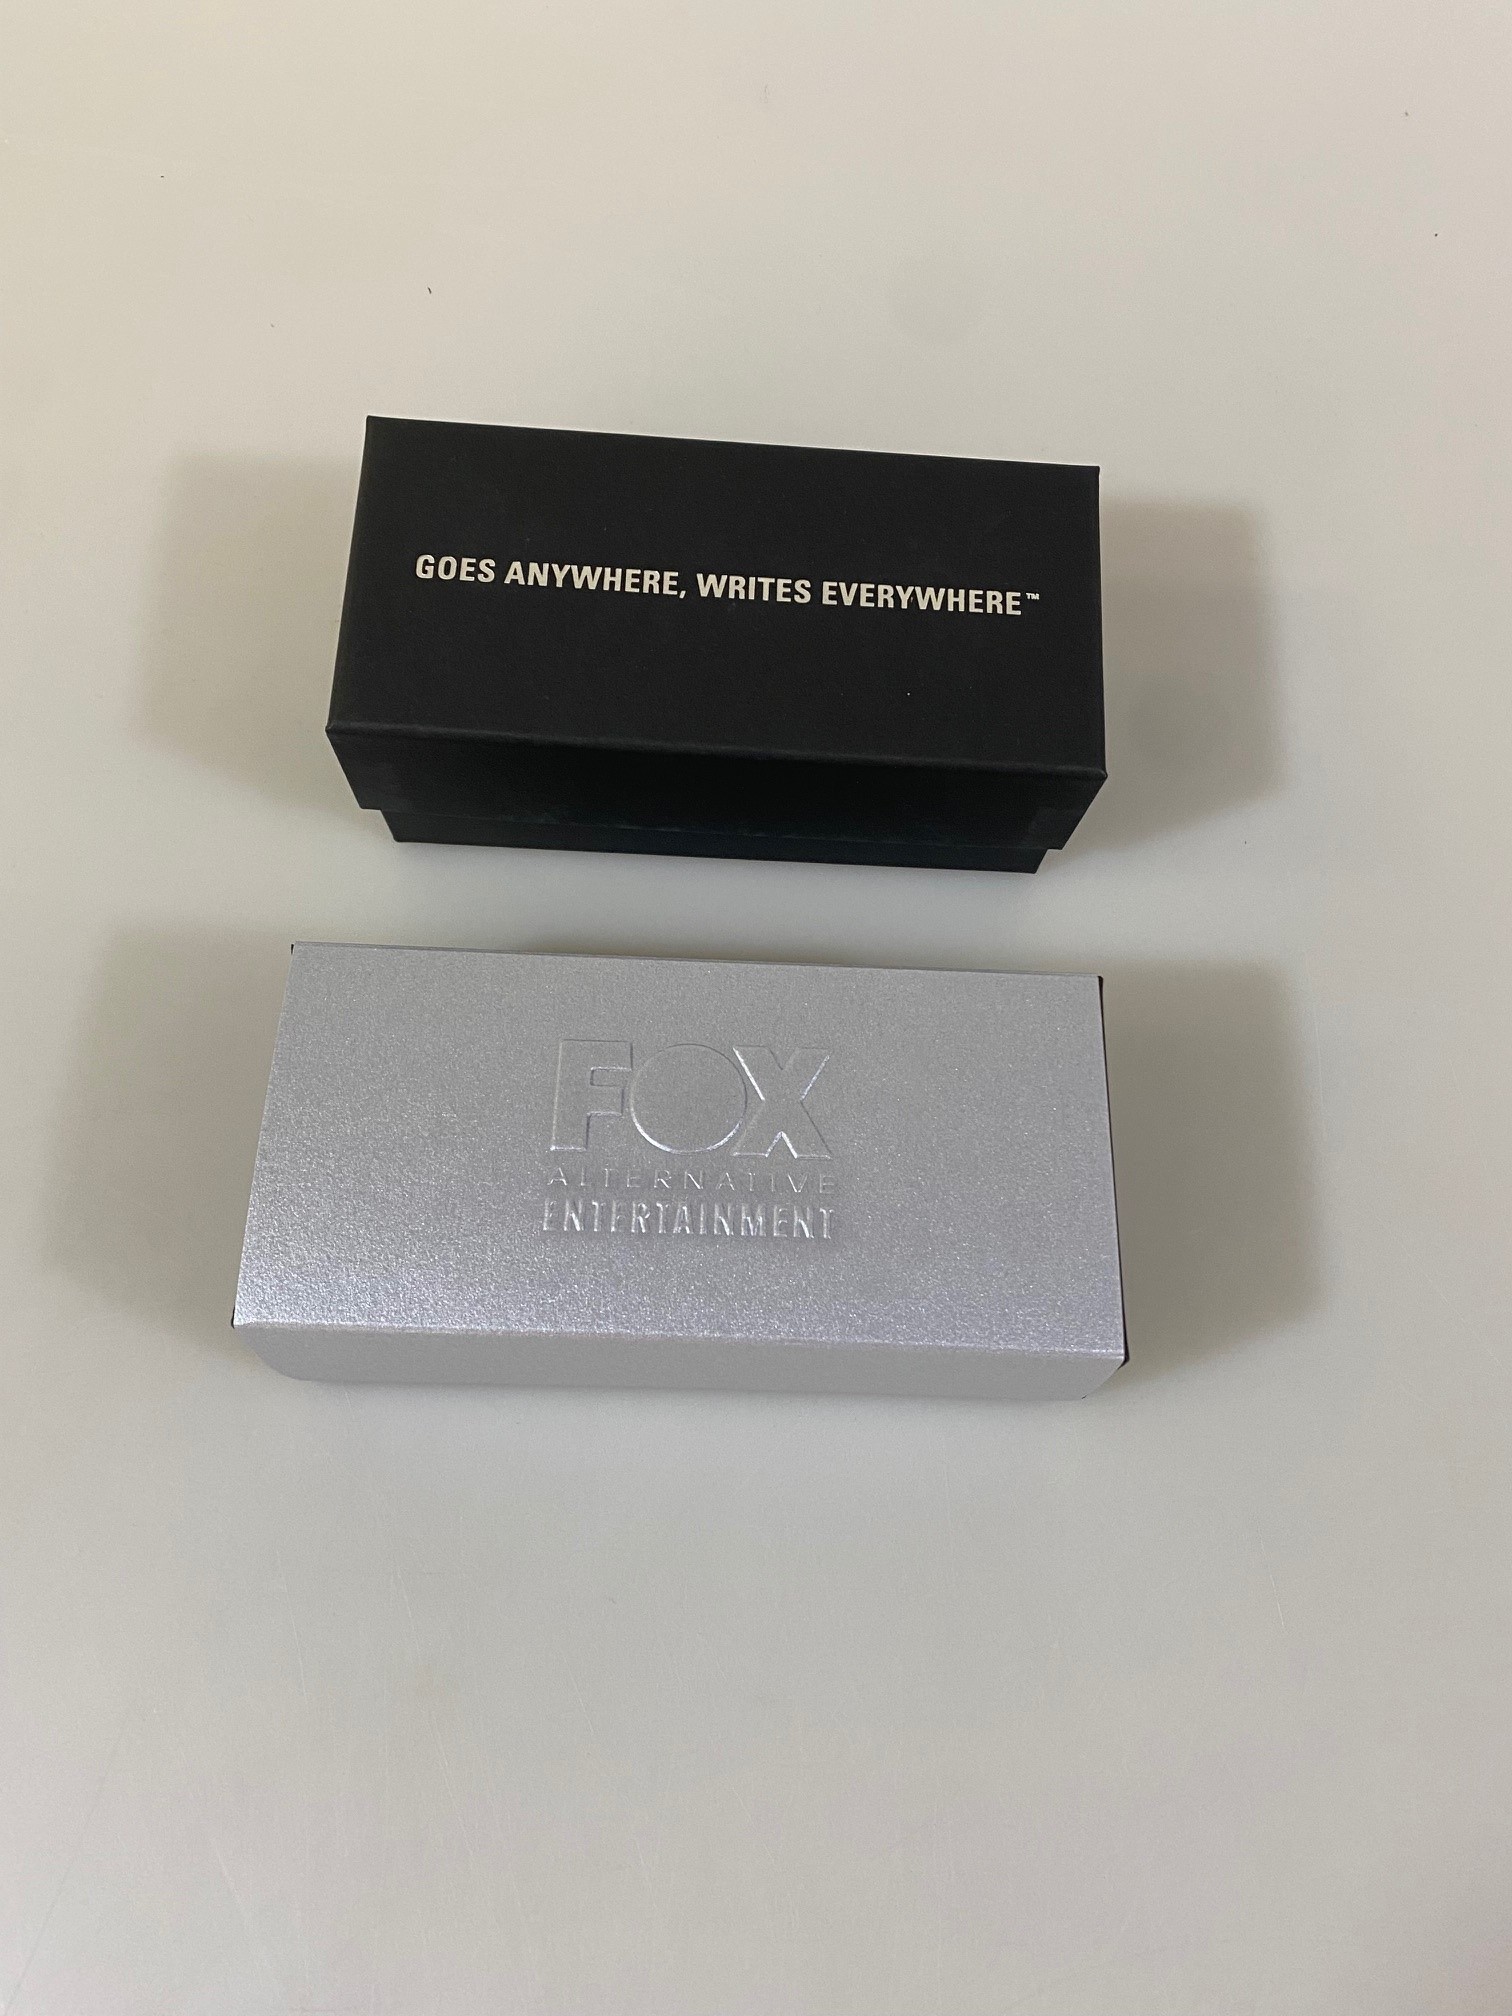 GOES ANYWHERE, WRITES EVERYWHERE™
FOX
ALTERNATIVE
ENTERTAINMENT